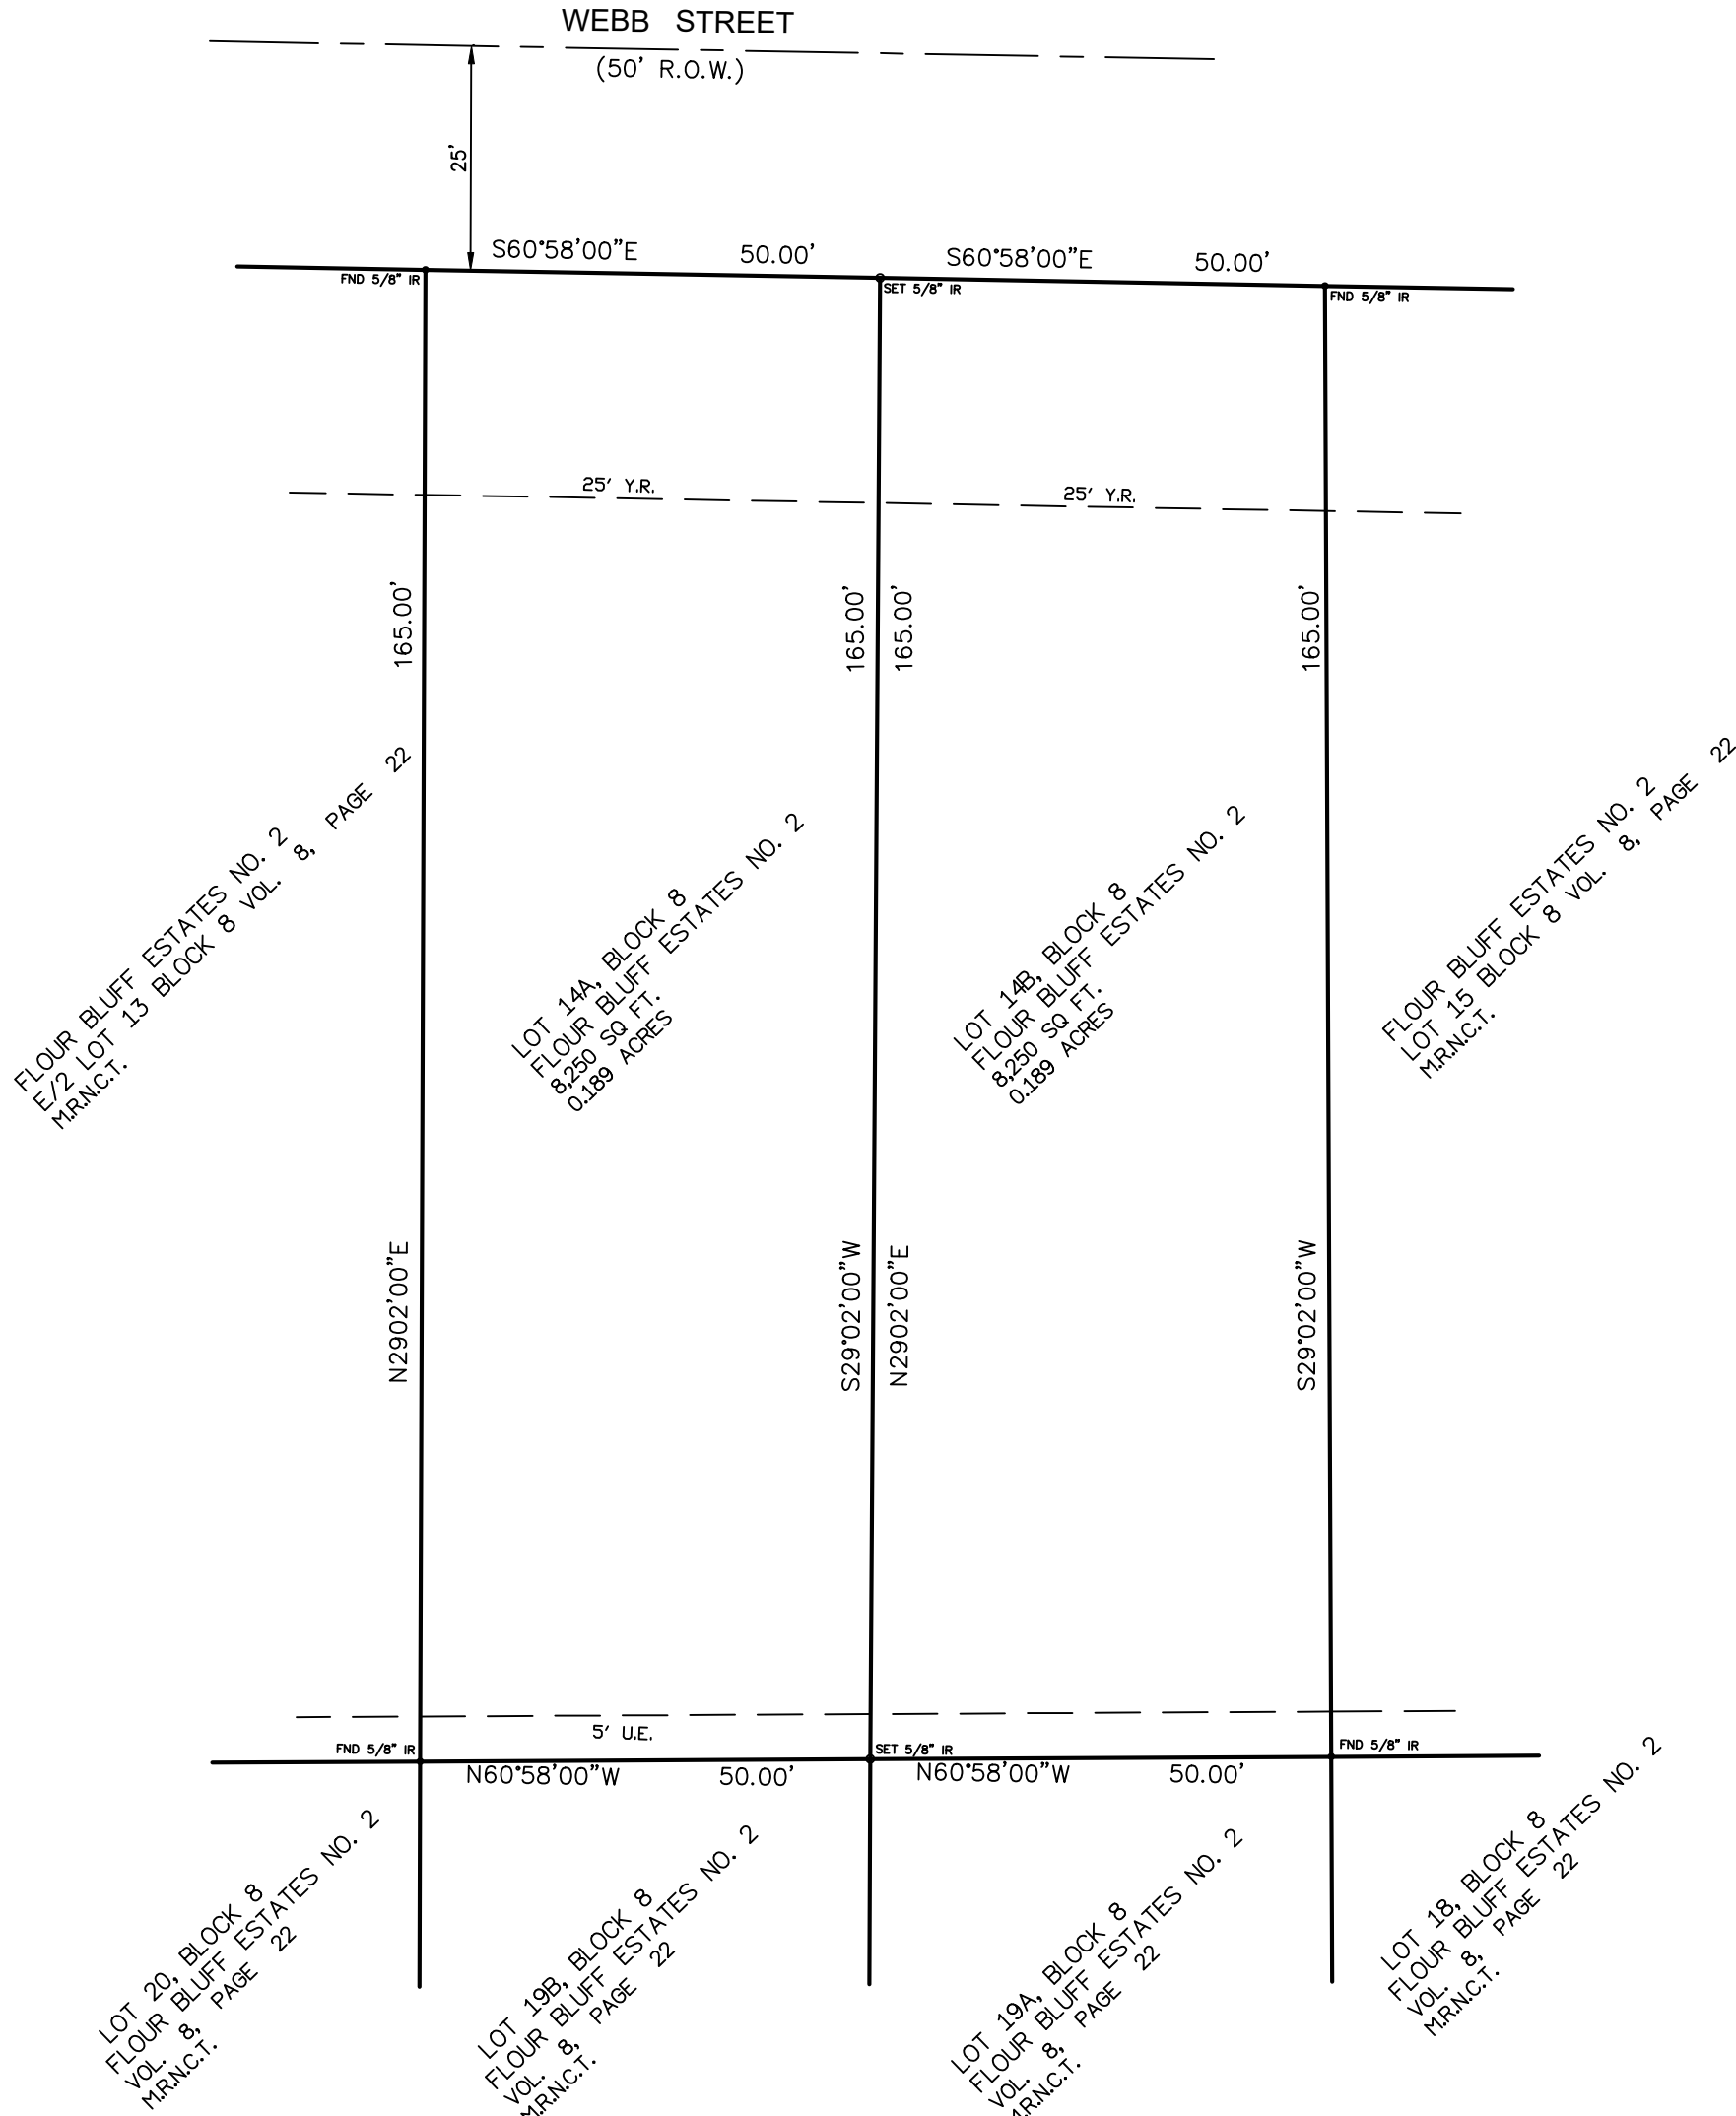 WEBB STREET
(50' R.O.W.)
25'
S60°58'00"E 50.00' S60°58'00"E 50.00'
FND 5/8" IR
SET 5/8" IR
FND 5/8" IR
25' Y.R.
25' Y.R.
165.00'
165.00'
165.00'
165.00'
FLOUR BLUFF ESTATES NO. 2
E/2 LOT 13 BLOCK 8 VOL. 8, PAGE 22
M.R.N.C.T.
LOT 14A, BLOCK 8
FLOUR BLUFF ESTATES NO. 2
8,250 SQ FT.
0.189 ACRES
LOT 14B, BLOCK 8
FLOUR BLUFF ESTATES NO. 2
8,250 SQ FT.
0.189 ACRES
FLOUR BLUFF ESTATES NO. 2
LOT 15 BLOCK 8 VOL. 8, PAGE 22
M.R.N.C.T.
N2902'00"E
S29°02'00"W
N2902'00"E
S29°02'00"W
5' U.E.
FND 5/8" IR
SET 5/8" IR
FND 5/8" IR
N60°58'00"W 50.00' N60°58'00"W 50.00'
LOT 20, BLOCK 8
FLOUR BLUFF ESTATES NO. 2
VOL. 8, PAGE 22
M.R.N.C.T.
LOT 19B, BLOCK 8
FLOUR BLUFF ESTATES NO. 2
VOL. 8, PAGE 22
M.R.N.C.T.
LOT 19A, BLOCK 8
FLOUR BLUFF ESTATES NO. 2
VOL. 8, PAGE 22
M.R.N.C.T.
LOT 18, BLOCK 8
FLOUR BLUFF ESTATES NO. 2
VOL. 8, PAGE 22
M.R.N.C.T.